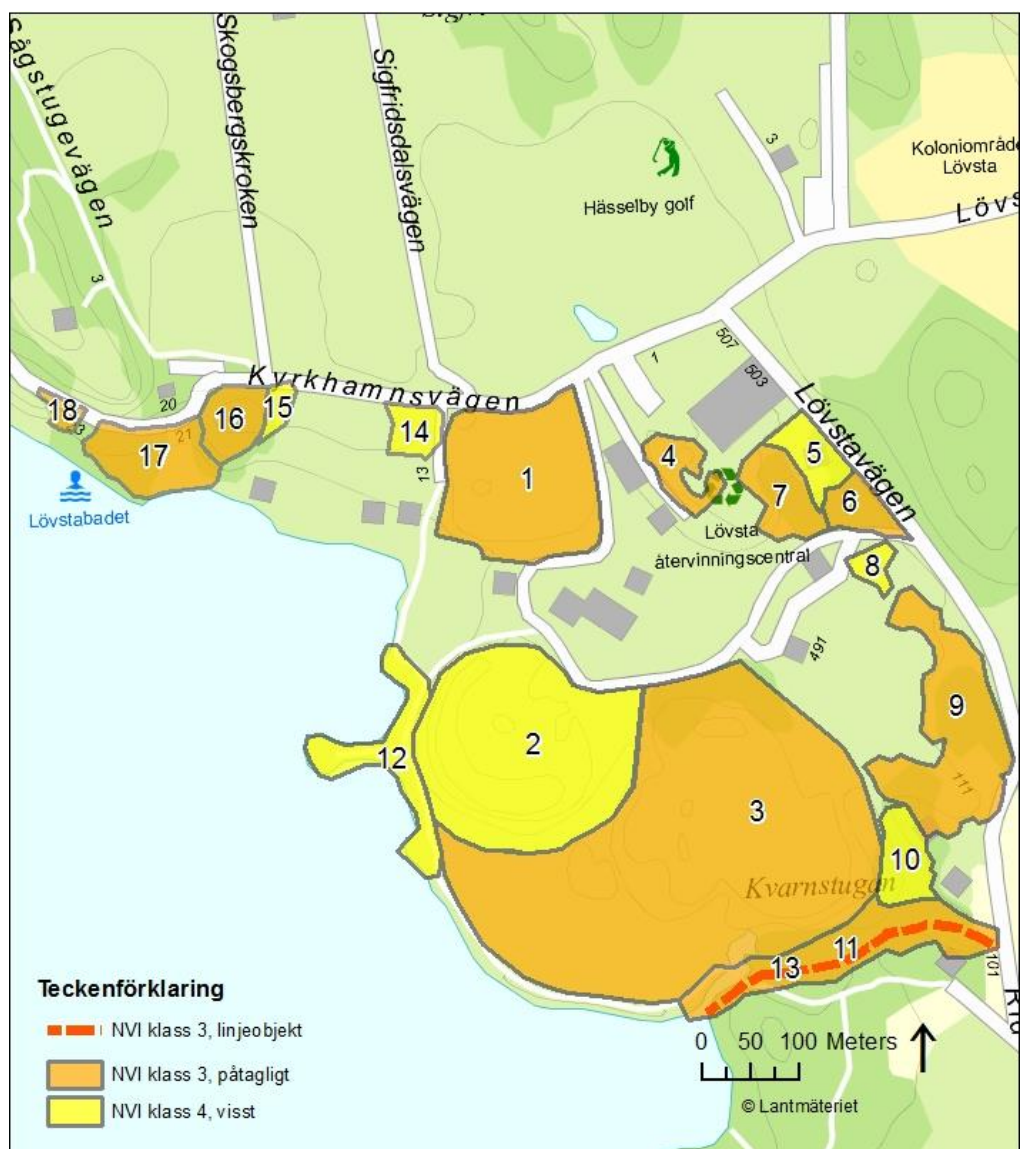 Sågstugevägen
Skogsbergskroken
Sigfridsdalsvägen
3
Koloniområde
Lövsta
Hässelby golf
Lövs
3
1
507
503
Lövstavägen
Kyrkhamnsvägen
20
18
3
17
21
16
15
14
13
1
4
5
7
6
Lövstabadet
Lövsta
återvinningscentral
8
491
9
12
2
3
111
10
Kvarnstugan
11
13
101
Teckenförklaring
NVI klass 3, linjeobjekt
NVI klass 3, påtagligt
NVI klass 4, visst
0 50 100 Meters
© Lantmäteriet